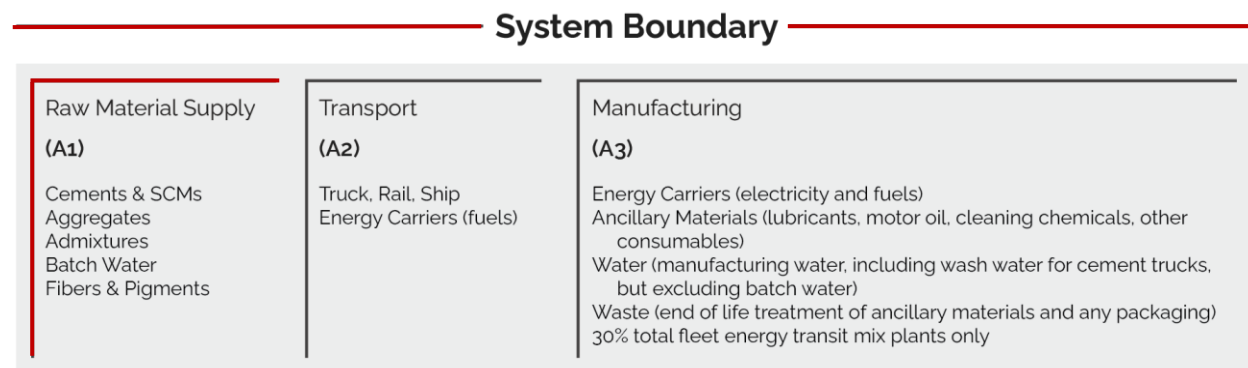 System Boundary
Raw Material Supply
(A1)
Cements & SCMs
Aggregates
Admixtures
Batch Water
Fibers & Pigments
Transport
(A2)
Truck, Rail, Ship
Energy Carriers (fuels)
Manufacturing
(A3)
Energy Carriers (electricity and fuels)
Ancillary Materials (lubricants, motor oil, cleaning chemicals, other
consumables)
Water (manufacturing water, including wash water for cement trucks,
but excluding batch water)
Waste (end of life treatment of ancillary materials and any packaging)
30% total fleet energy transit mix plants only